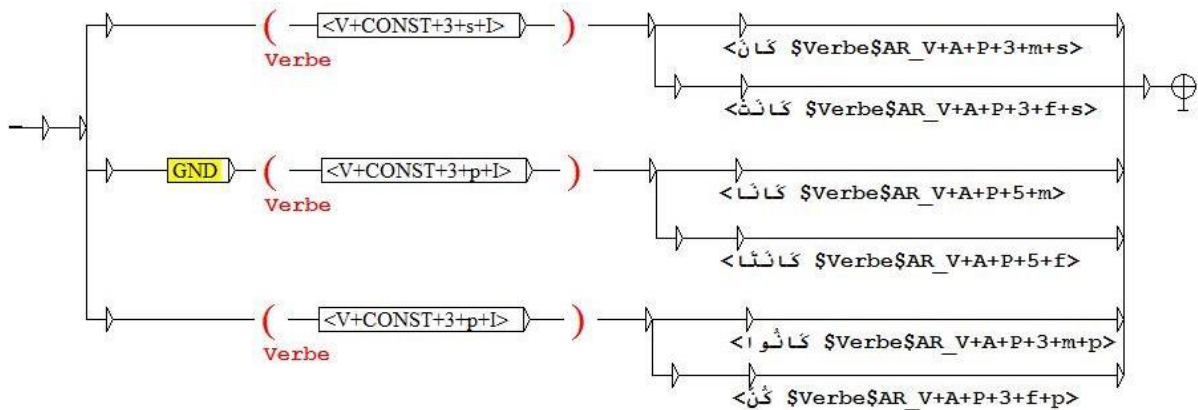 ( <V+CONST+3+s+I> )
Verbe
<كَانَ $Verbe$AR_V+A+P+3+m+s>
<كَانَتْ $Verbe$AR_V+A+P+3+f+s>
GND ( <V+CONST+3+p+I> )
Verbe
<كَانَا $Verbe$AR_V+A+P+5+m>
<كَانَتَا $Verbe$AR_V+A+P+5+f>
( <V+CONST+3+p+I> )
Verbe
<كَانُوا $Verbe$AR_V+A+P+3+m+p>
<كُنَّ $Verbe$AR_V+A+P+3+f+p>